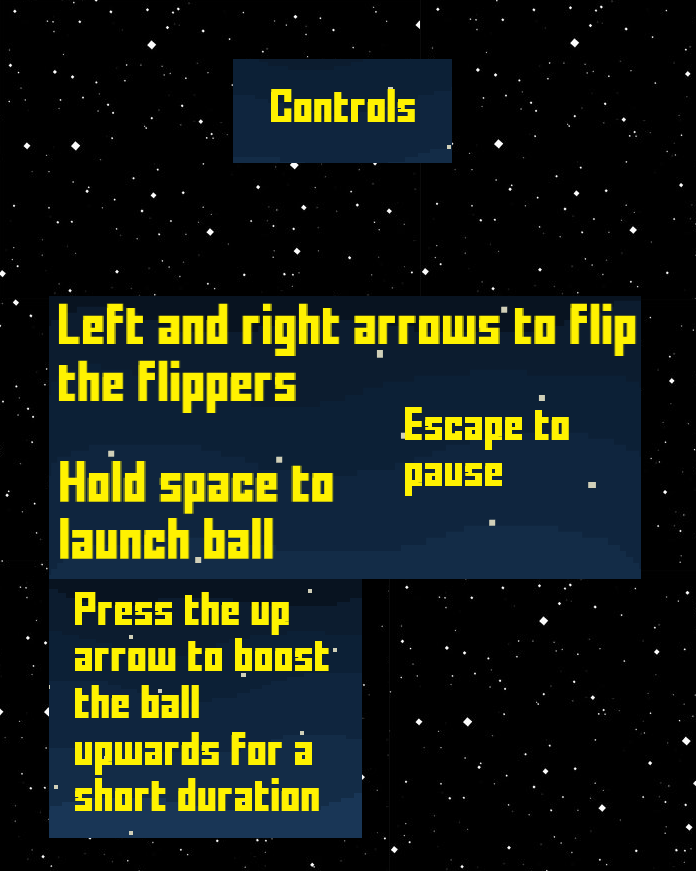 Controls
Left and right arrows to flip
the flippers
Escape to
pause
Hold space to
launch ball
Press the up
arrow to boost
the ball
upwards for a
short duration